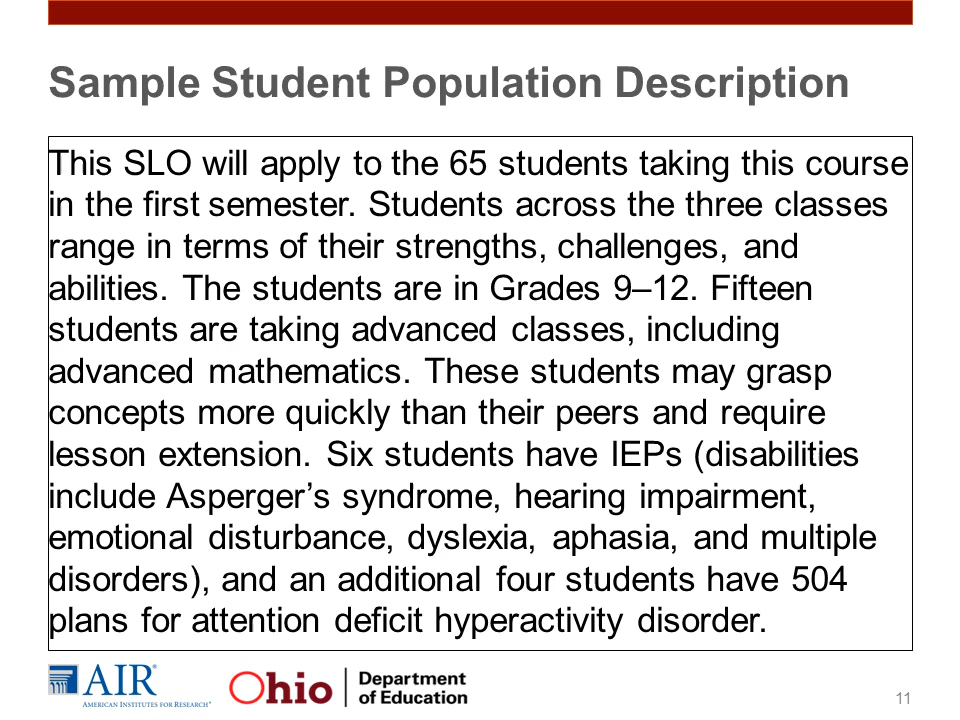 Sample Student Population Description
This SLO will apply to the 65 students taking this course
in the first semester. Students across the three classes
range in terms of their strengths, challenges, and
abilities. The students are in Grades 9–12. Fifteen
students are taking advanced classes, including
advanced mathematics. These students may grasp
concepts more quickly than their peers and require
lesson extension. Six students have IEPs (disabilities
include Asperger’s syndrome, hearing impairment,
emotional disturbance, dyslexia, aphasia, and multiple
disorders), and an additional four students have 504
plans for attention deficit hyperactivity disorder.
AIR®
AMERICAN INSTITUTES FOR RESEARCH®
Ohio
Department
of Education
11